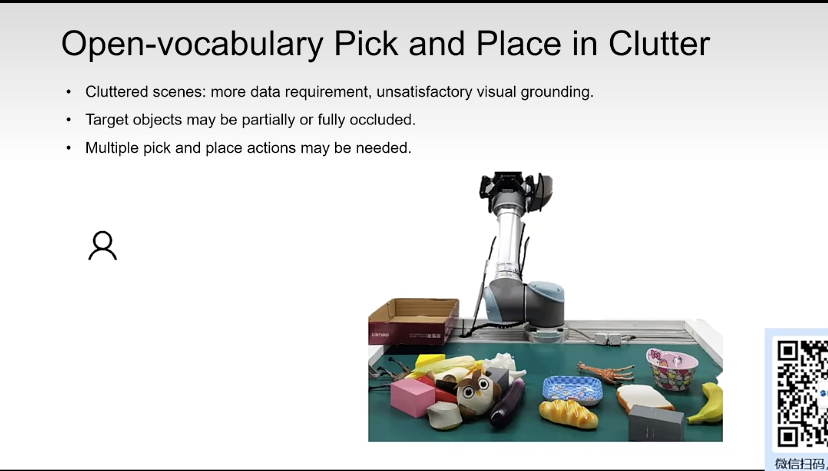 Open-vocabulary Pick and Place in Clutter
• Cluttered scenes: more data requirement, unsatisfactory visual grounding.
• Target objects may be partially or fully occluded.
• Multiple pick and place actions may be needed.
微信扫码